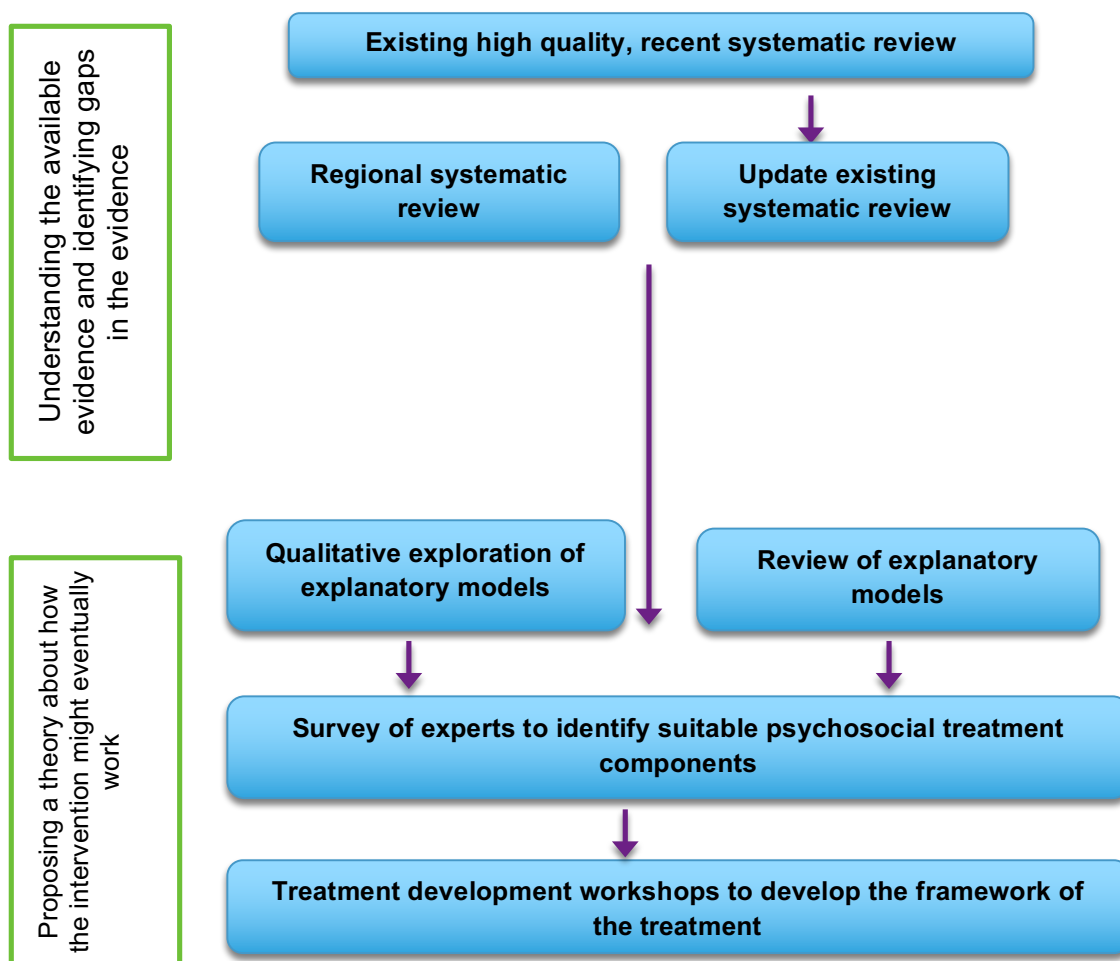 Understanding the available
evidence and identifying gaps
in the evidence
Existing high quality, recent systematic review
Regional systematic
review
Update existing
systematic review
Proposing a theory about how
the intervention might eventually
work
Qualitative exploration of
explanatory models
Review of explanatory
models
Survey of experts to identify suitable psychosocial treatment
components
Treatment development workshops to develop the framework of
the treatment